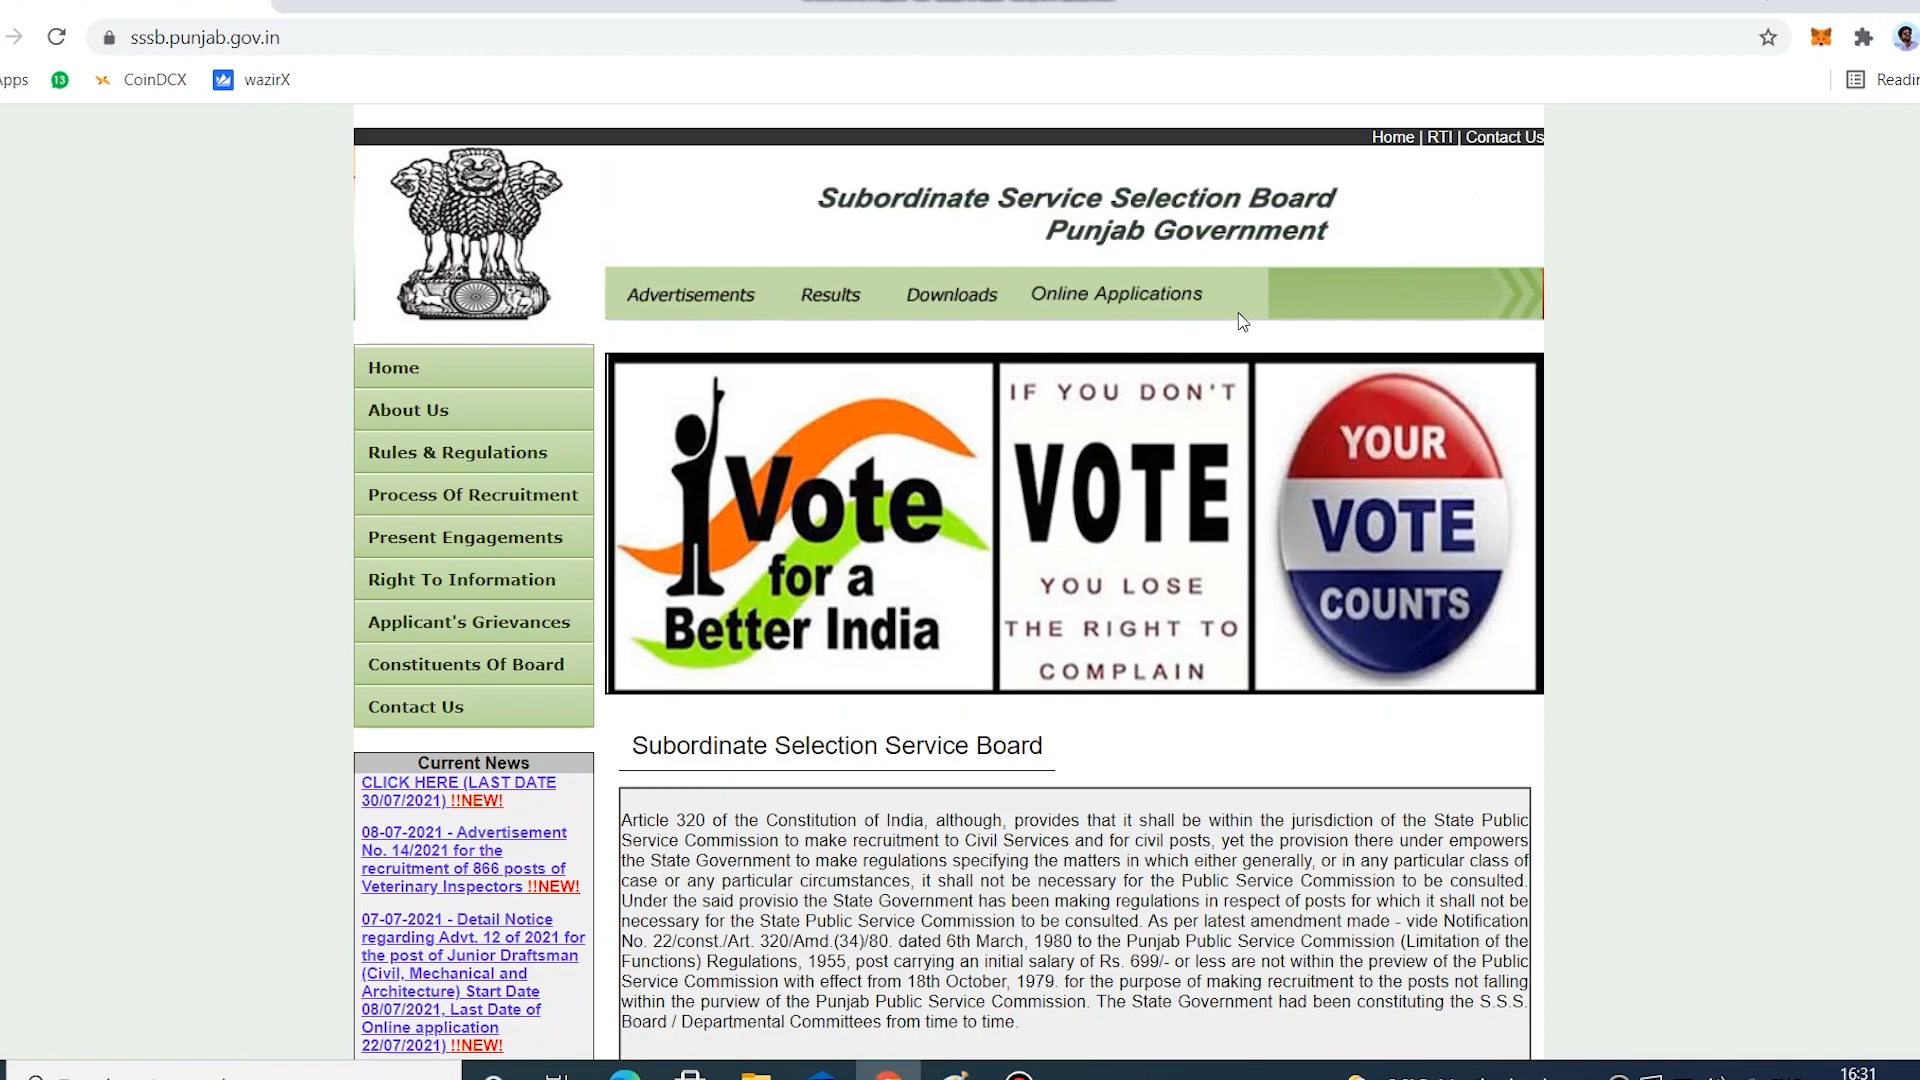 sssb.punjab.gov.in
Apps
13
CoinDCX
wazirX
Home | RTI | Contact Us
Subordinate Service Selection Board
Punjab Government
Advertisements
Results
Downloads
Online Applications
Home
About Us
Rules & Regulations
Process Of Recruitment
Present Engagements
Right To Information
Applicant's Grievances
Constituents Of Board
Contact Us
Vote
for a
Better India
IF YOU DON'T
VOTE
YOU LOSE
THE RIGHT TO
COMPLAIN
YOUR
VOTE
COUNTS
Current News
CLICK HERE (LAST DATE
30/07/2021) !!NEW!
08-07-2021 - Advertisement
No. 14/2021 for the
recruitment of 866 posts of
Veterinary Inspectors !!NEW!
07-07-2021 - Detail Notice
regarding Advt. 12 of 2021 for
the post of Junior Draftsman
(Civil, Mechanical and
Architecture) Start Date
08/07/2021, Last Date of
Online application
22/07/2021) !!NEW!
Subordinate Selection Service Board
Article 320 of the Constitution of India, although, provides that it shall be within the jurisdiction of the State Public
Service Commission to make recruitment to Civil Services and for civil posts, yet the provision there under empowers
the State Government to make regulations specifying the matters in which either generally, or in any particular class of
case or any particular circumstances, it shall not be necessary for the Public Service Commission to be consulted.
Under the said provisio the State Government has been making regulations in respect of posts for which it shall not be
necessary for the State Public Service Commission to be consulted. As per latest amendment made - vide Notification
No. 22/const./Art. 320/Amd.(34)/80. dated 6th March, 1980 to the Punjab Public Service Commission (Limitation of the
Functions) Regulations, 1955, post carrying an initial salary of Rs. 699/- or less are not within the preview of the Public
Service Commission with effect from 18th October, 1979. for the purpose of making recruitment to the posts not falling
within the purview of the Punjab Public Service Commission. The State Government had been constituting the S.S.S.
Board / Departmental Committees from time to time.
16:31